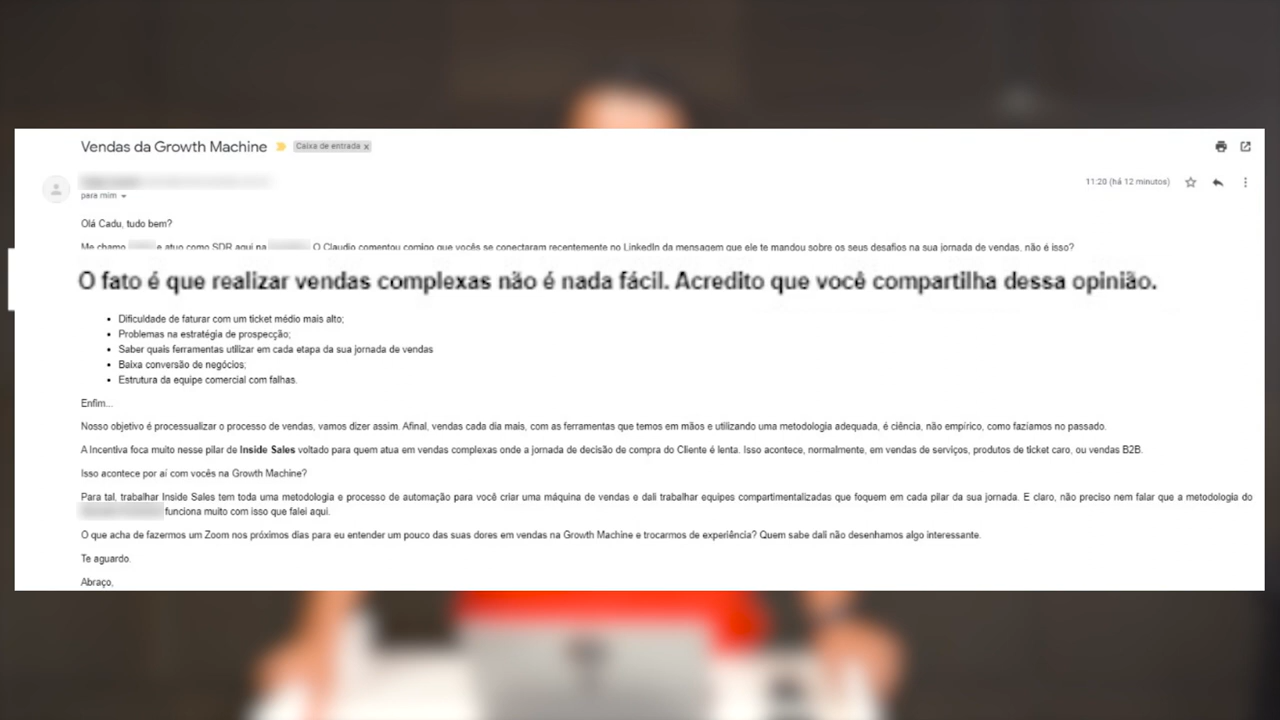 Vendas da Growth Machine Caixa de entrada x
11:20 (há 12 minutos)
para mim
Olá Cadu, tudo bem?
Me chamo e atuo como SDR aqui na O Claudio comentou comigo que vocês se conectaram recentemente no LinkedIn da mensagem que ele te mandou sobre os seus desafios na sua jornada de vendas, não é isso?
O fato é que realizar vendas complexas não é nada fácil. Acredito que você compartilha dessa opinião.
• Dificuldade de faturar com um ticket médio mais alto;
• Problemas na estratégia de prospecção;
• Saber quais ferramentas utilizar em cada etapa da sua jornada de vendas
• Baixa conversão de negócios;
• Estrutura da equipe comercial com falhas.
Enfim...
Nosso objetivo é processualizar o processo de vendas, vamos dizer assim. Afinal, vendas cada dia mais, com as ferramentas que temos em mãos e utilizando uma metodologia adequada, é ciência, não empírico, como fazíamos no passado.
A Incentiva foca muito nesse pilar de Inside Sales voltado para quem atua em vendas complexas onde a jornada de decisão de compra do Cliente é lenta. Isso acontece, normalmente, em vendas de serviços, produtos de ticket caro, ou vendas B2B.
Isso acontece por aí com vocês na Growth Machine?
Para tal, trabalhar Inside Sales tem toda uma metodologia e processo de automação para você criar uma máquina de vendas e dali trabalhar equipes compartimentalizadas que foquem em cada pilar da sua jornada. E claro, não preciso nem falar que a metodologia do
funciona muito com isso que falei aqui.
O que acha de fazermos um Zoom nos próximos dias para eu entender um pouco das suas dores em vendas na Growth Machine e trocarmos de experiência? Quem sabe dali não desenhamos algo interessante.
Te aguardo.
Abraço,